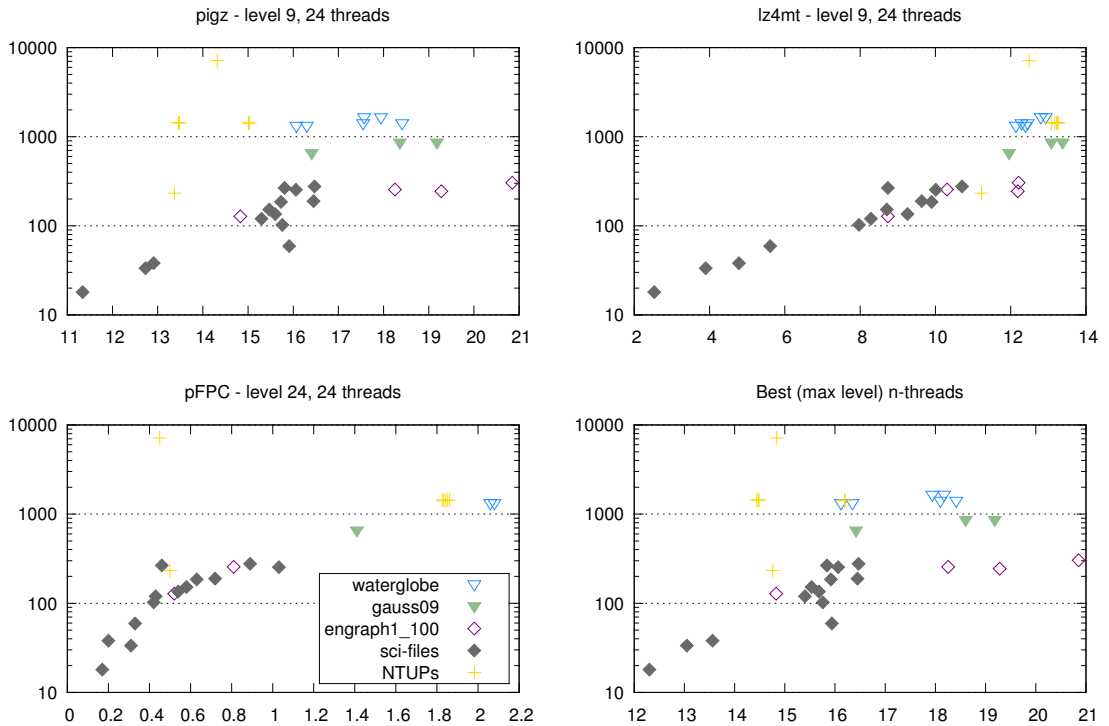 pigz - level 9, 24 threads
10000
1000
100
10
11 12 13 14 15 16 17 18 19 20 21
lz4mt - level 9, 24 threads
10000
1000
100
10
2 4 6 8 10 12 14
pFPC - level 24, 24 threads
10000
1000
100
10
0 0.2 0.4 0.6 0.8 1 1.2 1.4 1.6 1.8 2 2.2
waterglobe
gauss09
engraph1_100
sci-files
NTUPs
Best (max level) n-threads
10000
1000
100
10
12 13 14 15 16 17 18 19 20 21